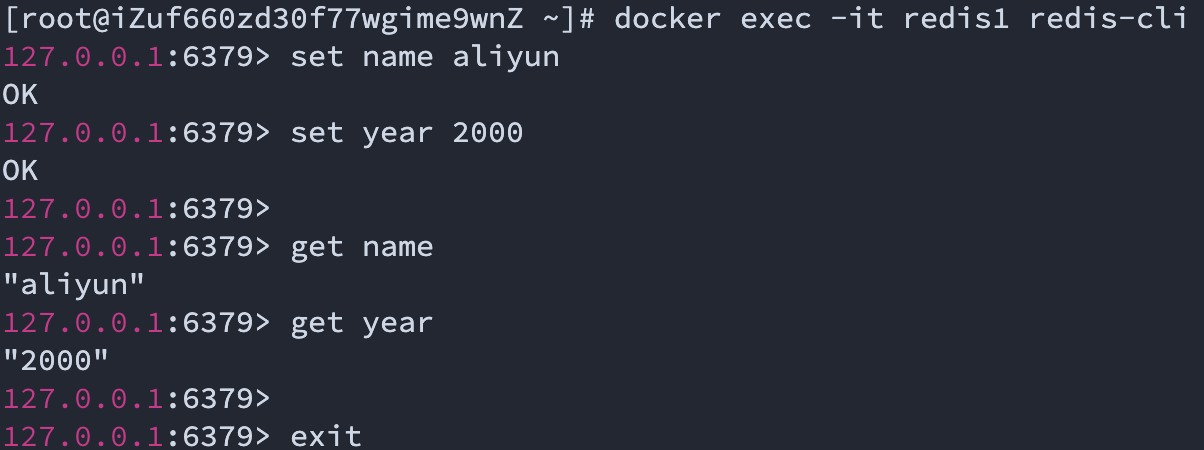 [root@iZuf660zd30f77wgime9wnZ ~]# docker exec -it redis1 redis-cli
127.0.0.1:6379> set name aliyun
OK
127.0.0.1:6379> set year 2000
OK
127.0.0.1:6379>
127.0.0.1:6379> get name
"aliyun"
127.0.0.1:6379> get year
"2000"
127.0.0.1:6379>
127.0.0.1:6379> exit